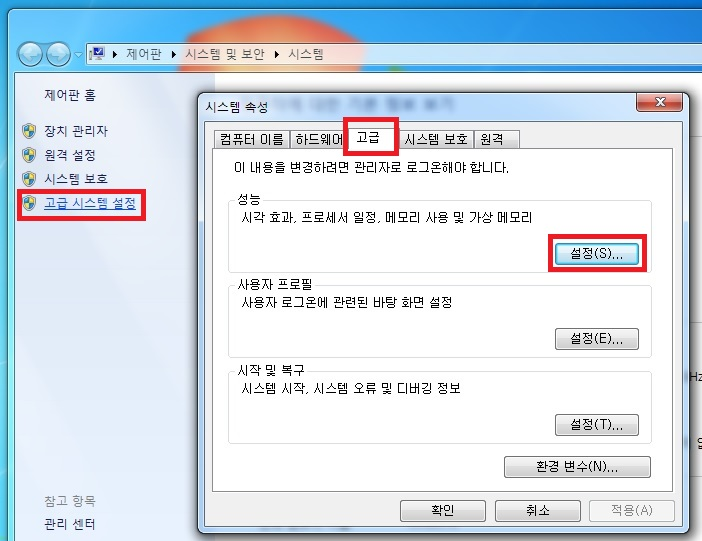 제어판 ▸ 시스템 및 보안 ▸ 시스템
제어판 홈
장치 관리자
원격 설정
시스템 보호
고급 시스템 설정
참고 항목
관리 센터
시스템 속성
컴퓨터 이름 하드웨어 고급 시스템 보호 원격
이 내용을 변경하려면 관리자로 로그온해야 합니다.
성능
시각 효과, 프로세서 일정, 메모리 사용 및 가상 메모리
설정(S)...
사용자 프로필
사용자 로그온에 관련된 바탕 화면 설정
설정(E)...
시작 및 복구
시스템 시작, 시스템 오류 및 디버깅 정보
설정(T)...
환경 변수(N)...
확인 취소 적용(A)